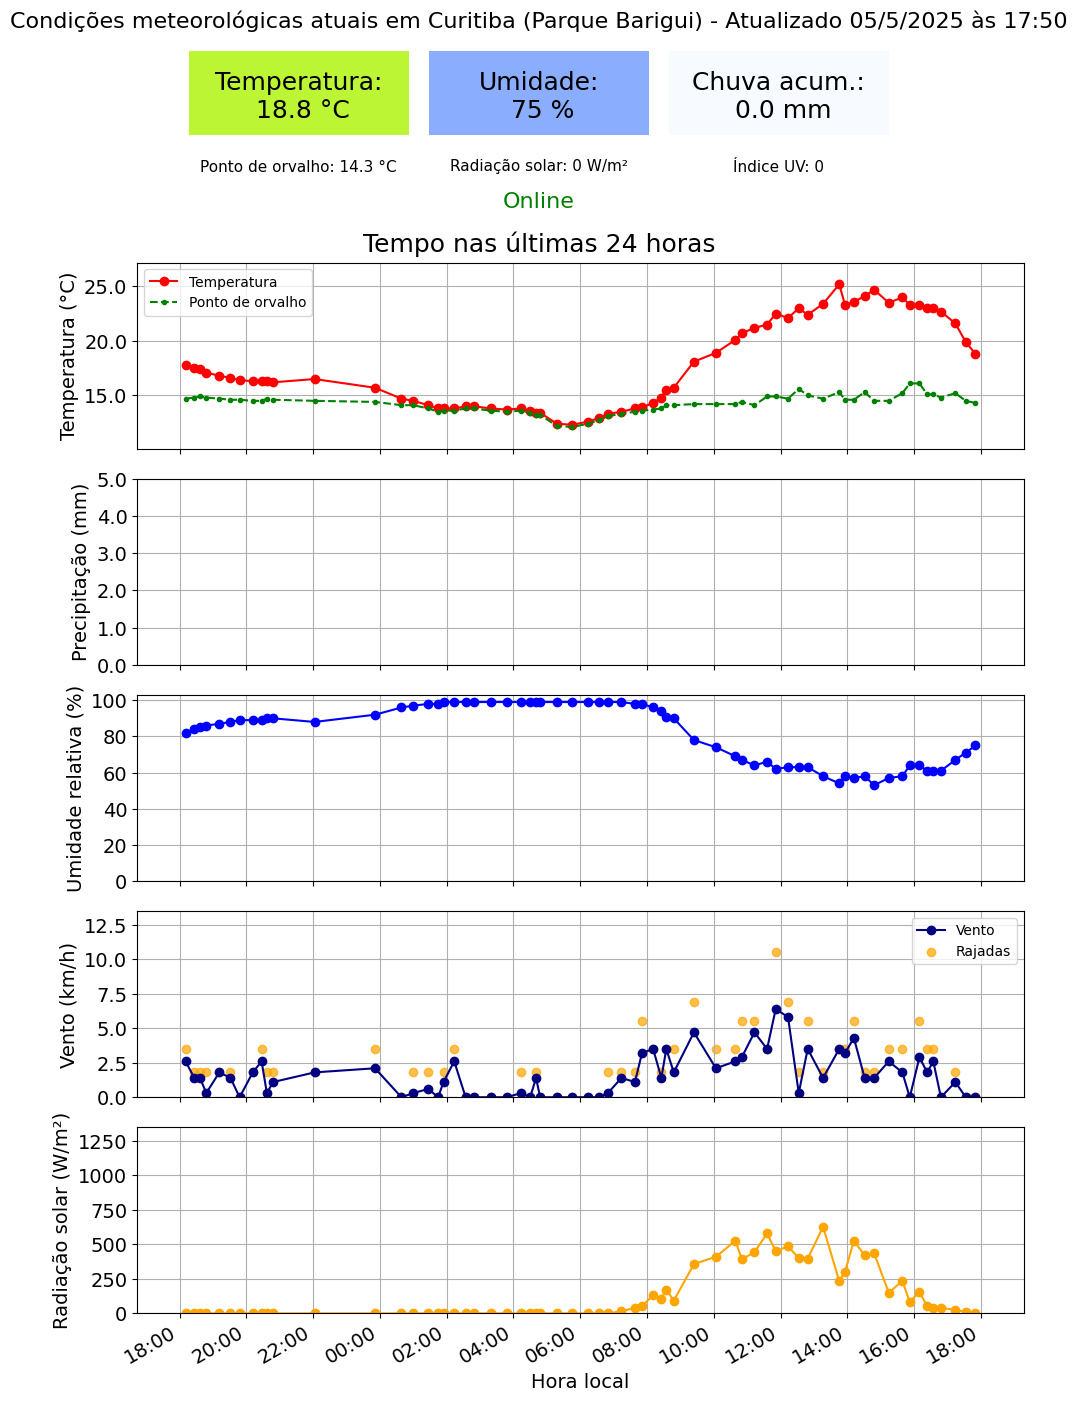 Condições meteorológicas atuais em Curitiba (Parque Barigui) - Atualizado 05/5/2025 às 17:50
Temperatura:
18.8 °C
Umidade:
75 %
Chuva acum.:
0.0 mm
Ponto de orvalho: 14.3 °C
Radiação solar: 0 W/m²
Índice UV: 0
Online
Tempo nas últimas 24 horas
Temperatura (°C)
25.0
20.0
15.0
Temperatura
Ponto de orvalho
Precipitação (mm)
5.0
4.0
3.0
2.0
1.0
0.0
Umidade relativa (%)
100
80
60
40
20
0
Vento (km/h)
12.5
10.0
7.5
5.0
2.5
0.0
Vento
Rajadas
Radiação solar (W/m²)
1250
1000
750
500
250
0
18:00
20:00
22:00
00:00
02:00
04:00
06:00
08:00
10:00
12:00
14:00
16:00
18:00
Hora local